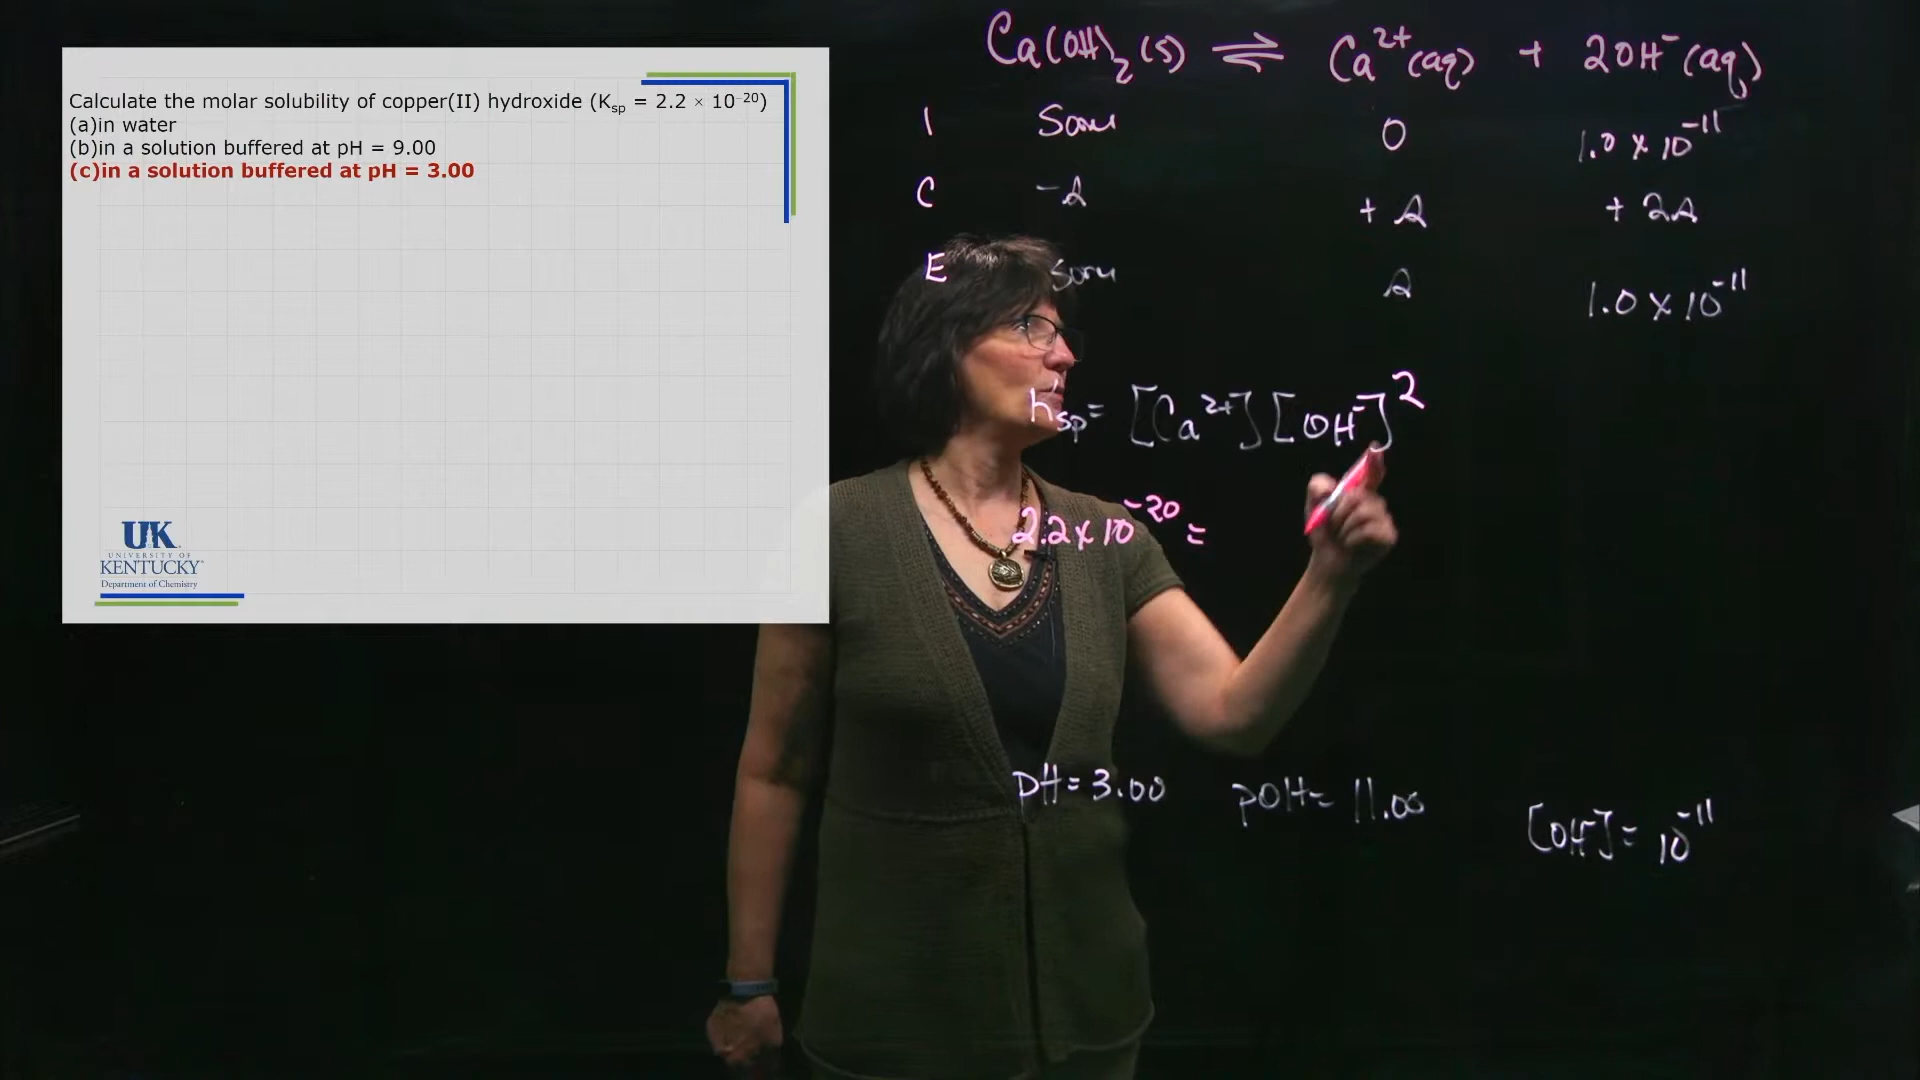 Calculate the molar solubility of copper(II) hydroxide (Ksp = 2.2 × 10⁻²⁰)
(a)in water
(b)in a solution buffered at pH = 9.00
(c)in a solution buffered at pH = 3.00
UK
UNIVERSITY OF
KENTUCKY
Department of Chemistry
Ca(OH)₂(s) ⇌ Ca²⁺(aq) + 2OH⁻(aq)
I Some 0 1.0 × 10⁻¹¹
C -s +s +2s
E Some s 1.0 × 10⁻¹¹
Ksp = [Ca²⁺][OH⁻]²
2.2 × 10⁻²⁰ =
pH = 3.00 pOH = 11.00 [OH⁻] = 10⁻¹¹